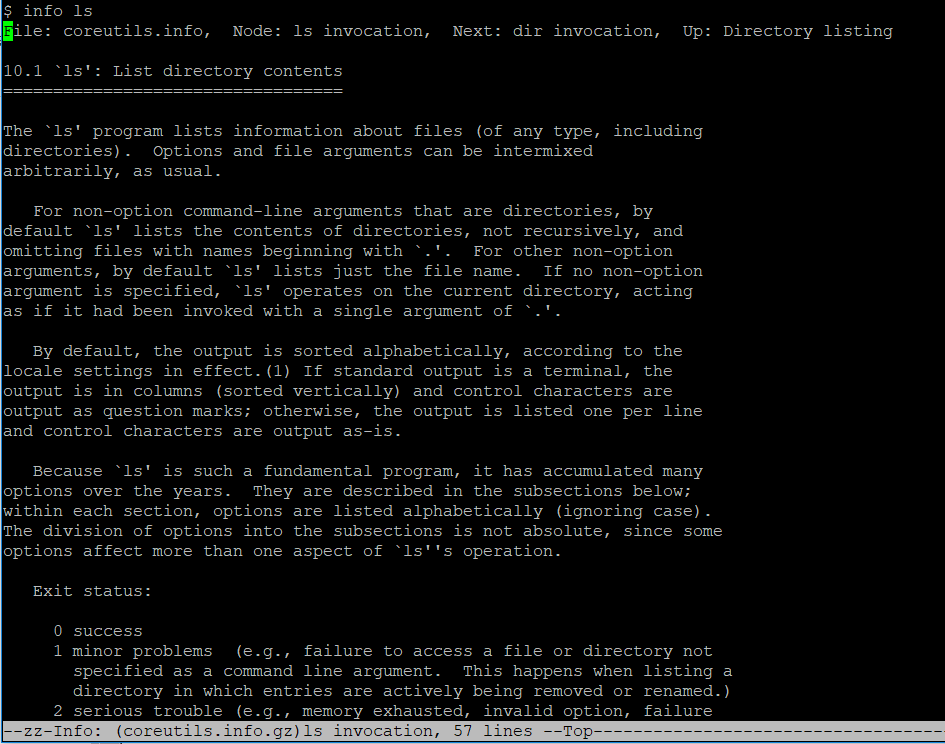 $ info ls
File: coreutils.info,  Node: ls invocation,  Next: dir invocation,  Up: Directory listing
10.1 `ls': List directory contents
==================================
The `ls' program lists information about files (of any type, including
directories).  Options and file arguments can be intermixed
arbitrarily, as usual.
   For non-option command-line arguments that are directories, by
default `ls' lists the contents of directories, not recursively, and
omitting files with names beginning with `.'.  For other non-option
arguments, by default `ls' lists just the file name.  If no non-option
argument is specified, `ls' operates on the current directory, acting
as if it had been invoked with a single argument of `.'.
   By default, the output is sorted alphabetically, according to the
locale settings in effect.(1) If standard output is a terminal, the
output is in columns (sorted vertically) and control characters are
output as question marks; otherwise, the output is listed one per line
and control characters are output as-is.
   Because `ls' is such a fundamental program, it has accumulated many
options over the years.  They are described in the subsections below;
within each section, options are listed alphabetically (ignoring case).
The division of options into the subsections is not absolute, since some
options affect more than one aspect of `ls''s operation.
   Exit status:
     0 success
     1 minor problems  (e.g., failure to access a file or directory not
       specified as a command line argument.  This happens when listing a
       directory in which entries are actively being removed or renamed.)
     2 serious trouble (e.g., memory exhausted, invalid option, failure
--zz-Info: (coreutils.info.gz)ls invocation, 57 lines --Top-----------------------------------